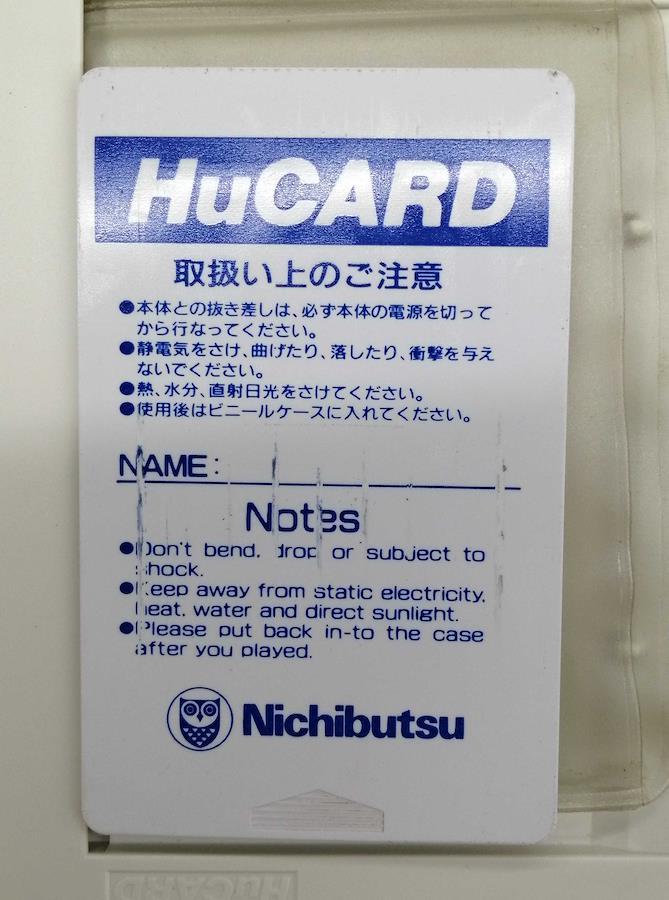 HuCARD
取扱い上のご注意
●本体との抜き差しは、必ず本体の電源を切って
から行なってください。
●静電気をさけ、曲げたり、落したり、衝撃を与え
ないでください。
●熱、水分、直射日光をさけてください。
●使用後はビニールケースに入れてください。
NAME:
Notes
●Don't bend, drop or subject to
shock.
●Keep away from static electricity,
heat, water and direct sunlight.
●Please put back in-to the case
after you played.
Nichibutsu
HuCARD